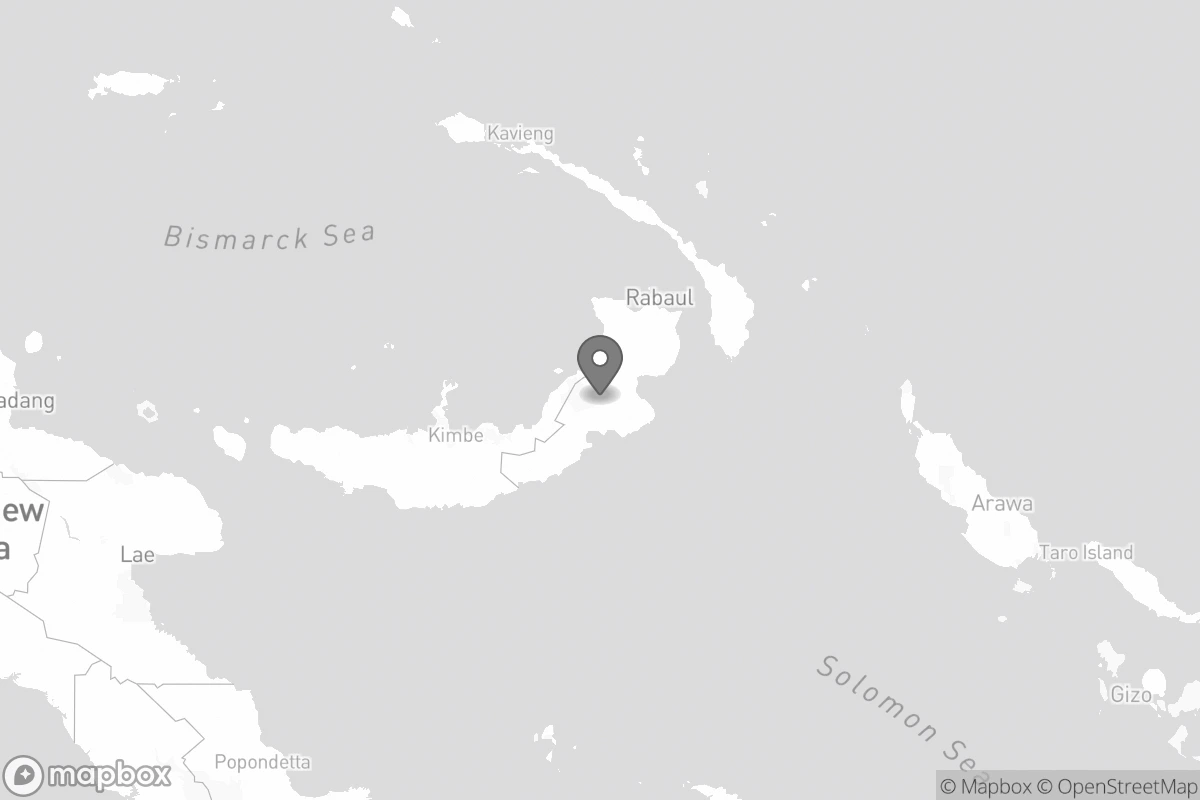 Kavieng
Bismarck Sea
Rabaul
adang
Kimbe
Arawa
ew
a
Lae
Taro Island
Solomon Sea
Gizo
Popondetta
mapbox
© Mapbox © OpenStreetMap